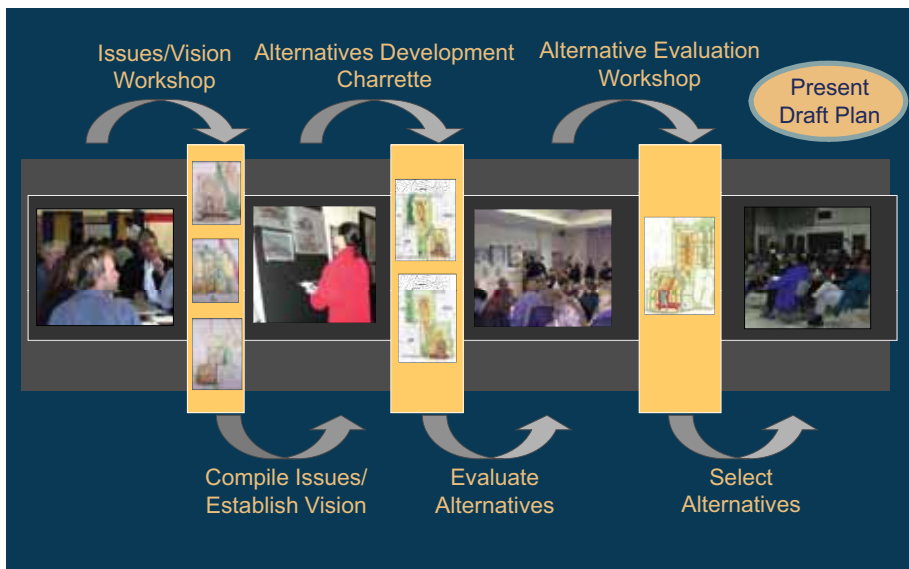 Issues/Vision
Workshop
Alternatives Development
Charrette
Alternative Evaluation
Workshop
Present
Draft Plan
Compile Issues/
Establish Vision
Evaluate
Alternatives
Select
Alternatives